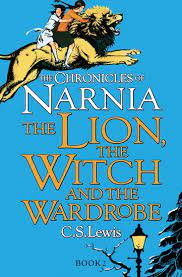 THE CHRONICLES OF
NARNIA
THE LION,
THE
WITCH
AND THE
WARDROBE
C.S. Lewis
BOOK 2